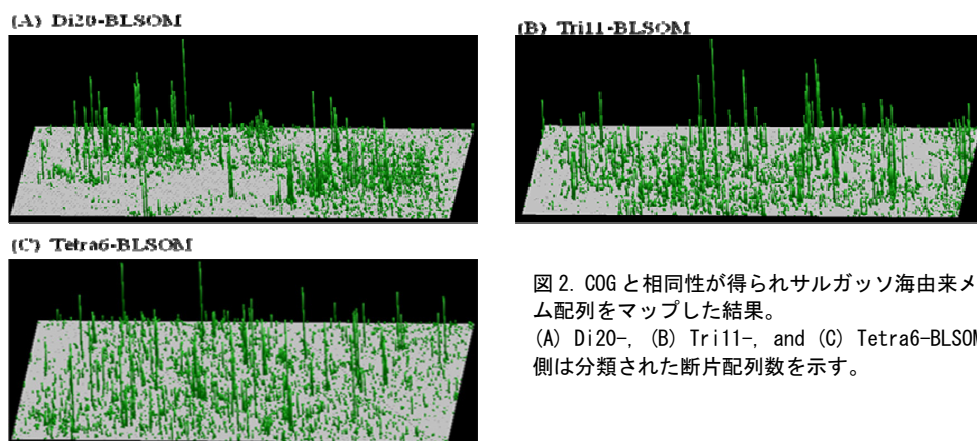 (A) Di20-BLSOM
(B) Tri11-BLSOM
(C) Tetra6-BLSOM
図 2. COG と相同性が得られサルガッソ海由来メ
ム配列をマップした結果。
(A) Di20-, (B) Tri11-, and (C) Tetra6-BLSOM
側は分類された断片配列数を示す。